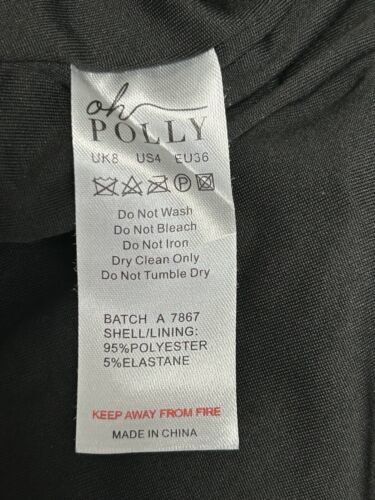 oh
POLLY
UK8 US4 EU36
P
Do Not Wash
Do Not Bleach
Do Not Iron
Dry Clean Only
Do Not Tumble Dry
BATCH A 7867
SHELL/LINING:
95%POLYESTER
5%ELASTANE
KEEP AWAY FROM FIRE
MADE IN CHINA